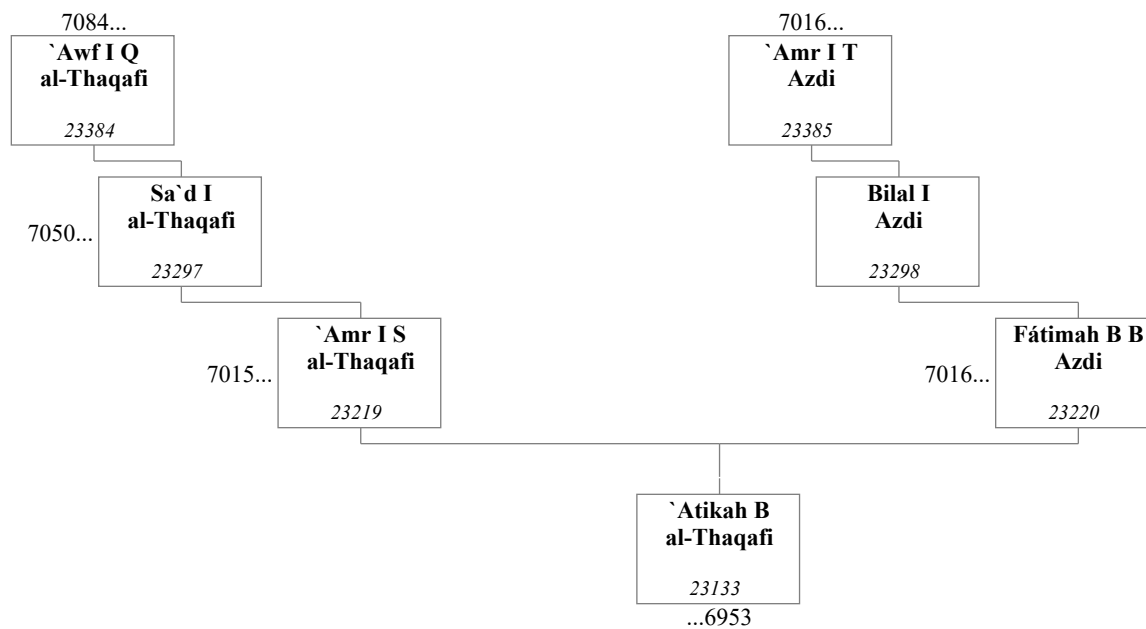 7084...
`Awf I Q
al-Thaqafi
23384
7016...
`Amr I T
Azdi
23385
Sa`d I
al-Thaqafi
7050...
23297
Bilal I
Azdi
23298
`Amr I S
al-Thaqafi
7015...
23219
Fátimah B B
Azdi
7016...
23220
`Atikah B
al-Thaqafi
23133
...6953